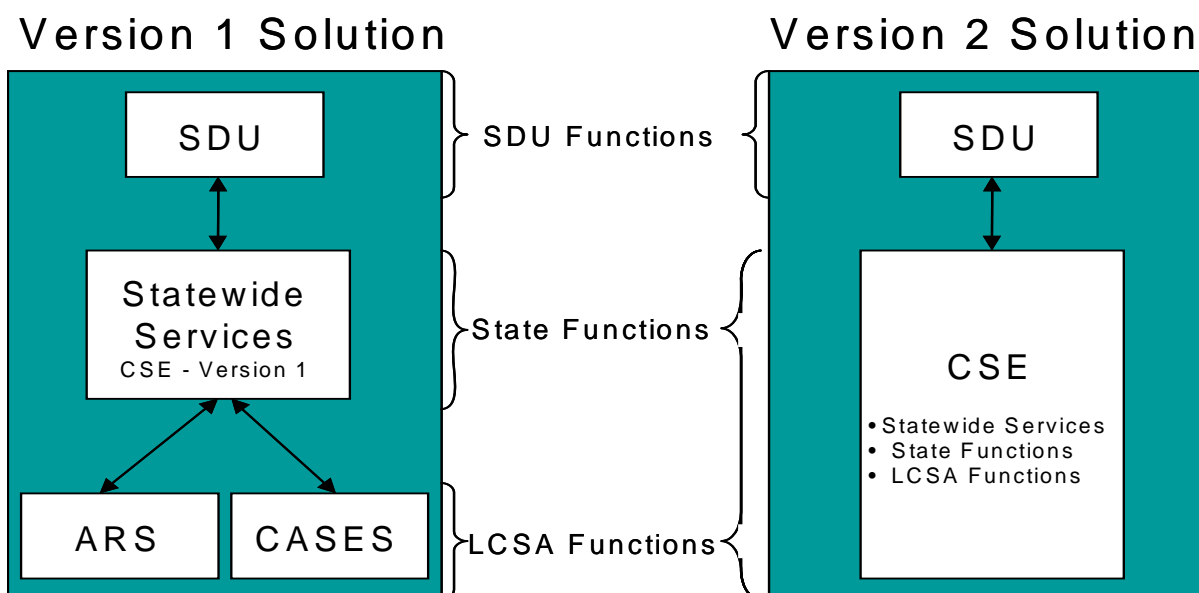 Version 1 Solution
Version 2 Solution
SDU
SDU Functions
SDU
Statewide
Services
CSE - Version 1
State Functions
CSE
• Statewide Services
• State Functions
• LCSA Functions
ARS
CASES
LCSA Functions